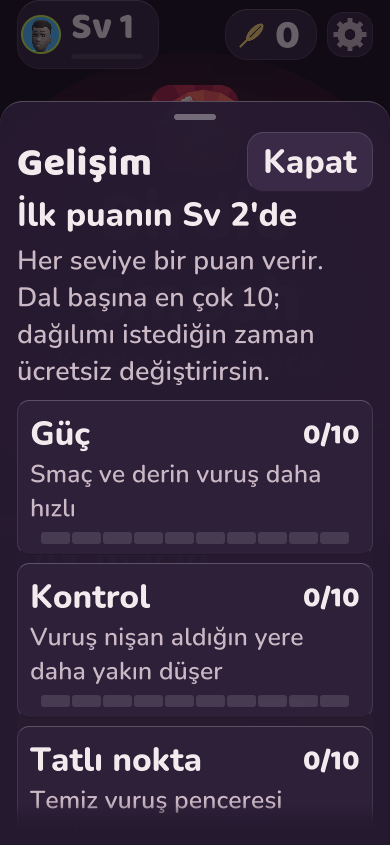 Sv 1
0
Gelişim
Kapat
İlk puanın Sv 2'de
Her seviye bir puan verir.
Dal başına en çok 10;
dağılımı istediğin zaman
ücretsiz değiştirirsin.
Güç
0/10
Smaç ve derin vuruş daha
hızlı
Kontrol
0/10
Vuruş nişan aldığın yere
daha yakın düşer
Tatlı nokta
0/10
Temiz vuruş penceresi